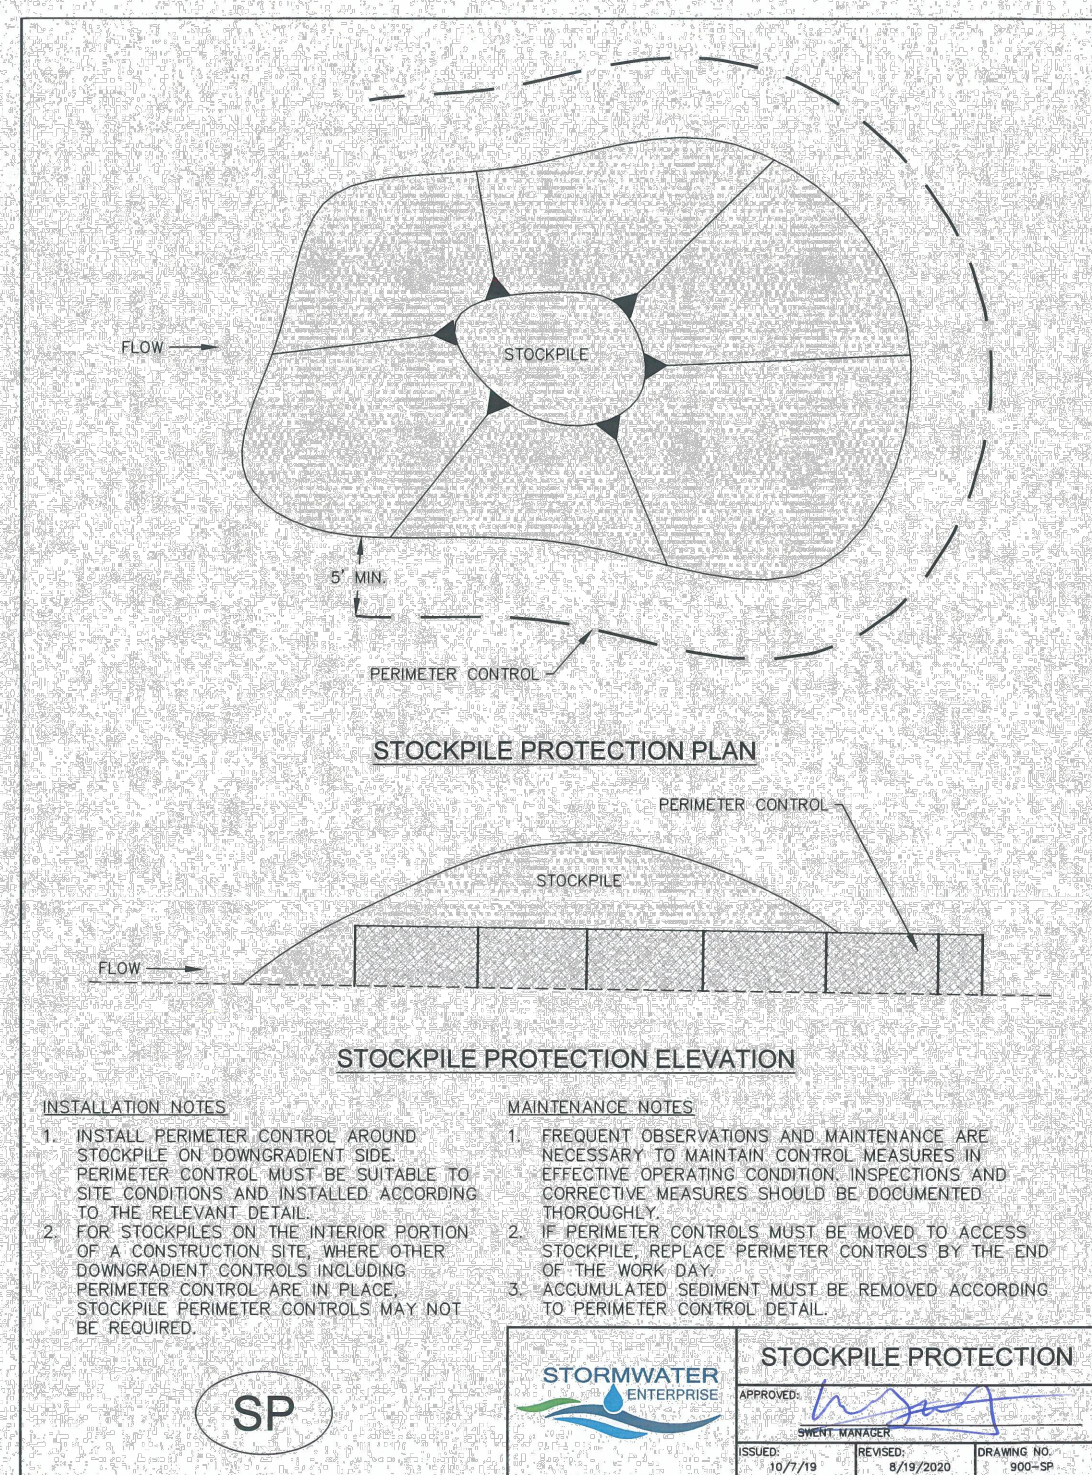 FLOW
STOCKPILE
5' MIN.
PERIMETER CONTROL
STOCKPILE PROTECTION PLAN
PERIMETER CONTROL
STOCKPILE
FLOW
STOCKPILE PROTECTION ELEVATION
INSTALLATION NOTES
1. INSTALL PERIMETER CONTROL AROUND
STOCKPILE ON DOWNGRADIENT SIDE.
PERIMETER CONTROL MUST BE SUITABLE TO
SITE CONDITIONS AND INSTALLED ACCORDING
TO THE RELEVANT DETAIL.
2. FOR STOCKPILES ON THE INTERIOR PORTION
OF A CONSTRUCTION SITE, WHERE OTHER
DOWNGRADIENT CONTROLS INCLUDING
PERIMETER CONTROL ARE IN PLACE,
STOCKPILE PERIMETER CONTROLS MAY NOT
BE REQUIRED.
MAINTENANCE NOTES
1. FREQUENT OBSERVATIONS AND MAINTENANCE ARE
NECESSARY TO MAINTAIN CONTROL MEASURES IN
EFFECTIVE OPERATING CONDITION. INSPECTIONS AND
CORRECTIVE MEASURES SHOULD BE DOCUMENTED
THOROUGHLY.
2. IF PERIMETER CONTROLS MUST BE MOVED TO ACCESS
STOCKPILE, REPLACE PERIMETER CONTROLS BY THE END
OF THE WORK DAY.
3. ACCUMULATED SEDIMENT MUST BE REMOVED ACCORDING
TO PERIMETER CONTROL DETAIL.
SP
STORMWATER
ENTERPRISE
STOCKPILE PROTECTION
APPROVED:
SWENT MANAGER
ISSUED:
10/7/19
REVISED:
8/19/2020
DRAWING NO.
900-SP